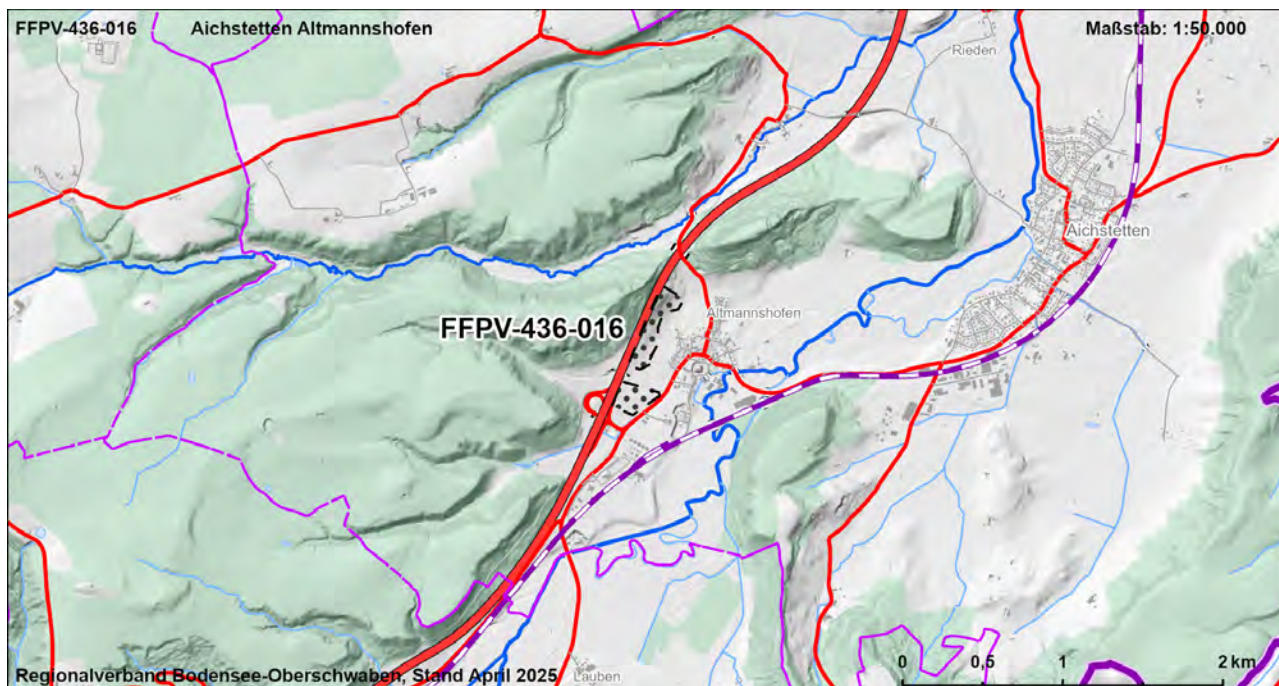 FFPV-436-016 Aichstetten Altmannshofen Maßstab: 1:50.000
Rieden
Aichstetten
Altmannshofen
FFPV-436-016
0 0,5 1 2 km
Regionalverband Bodensee-Oberschwaben, Stand April 2025
Lauben